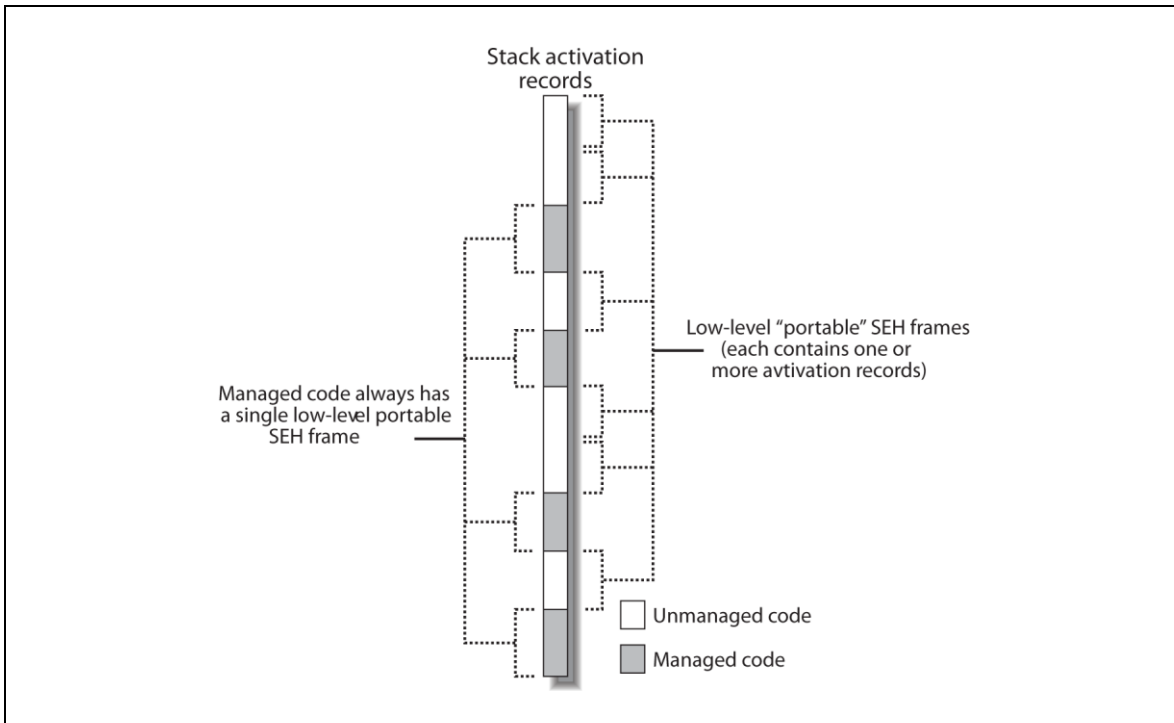 Stack activation
records
Low-level “portable” SEH frames
(each contains one or
more avtivation records)
Managed code always has
a single low-level portable
SEH frame
Unmanaged code
Managed code